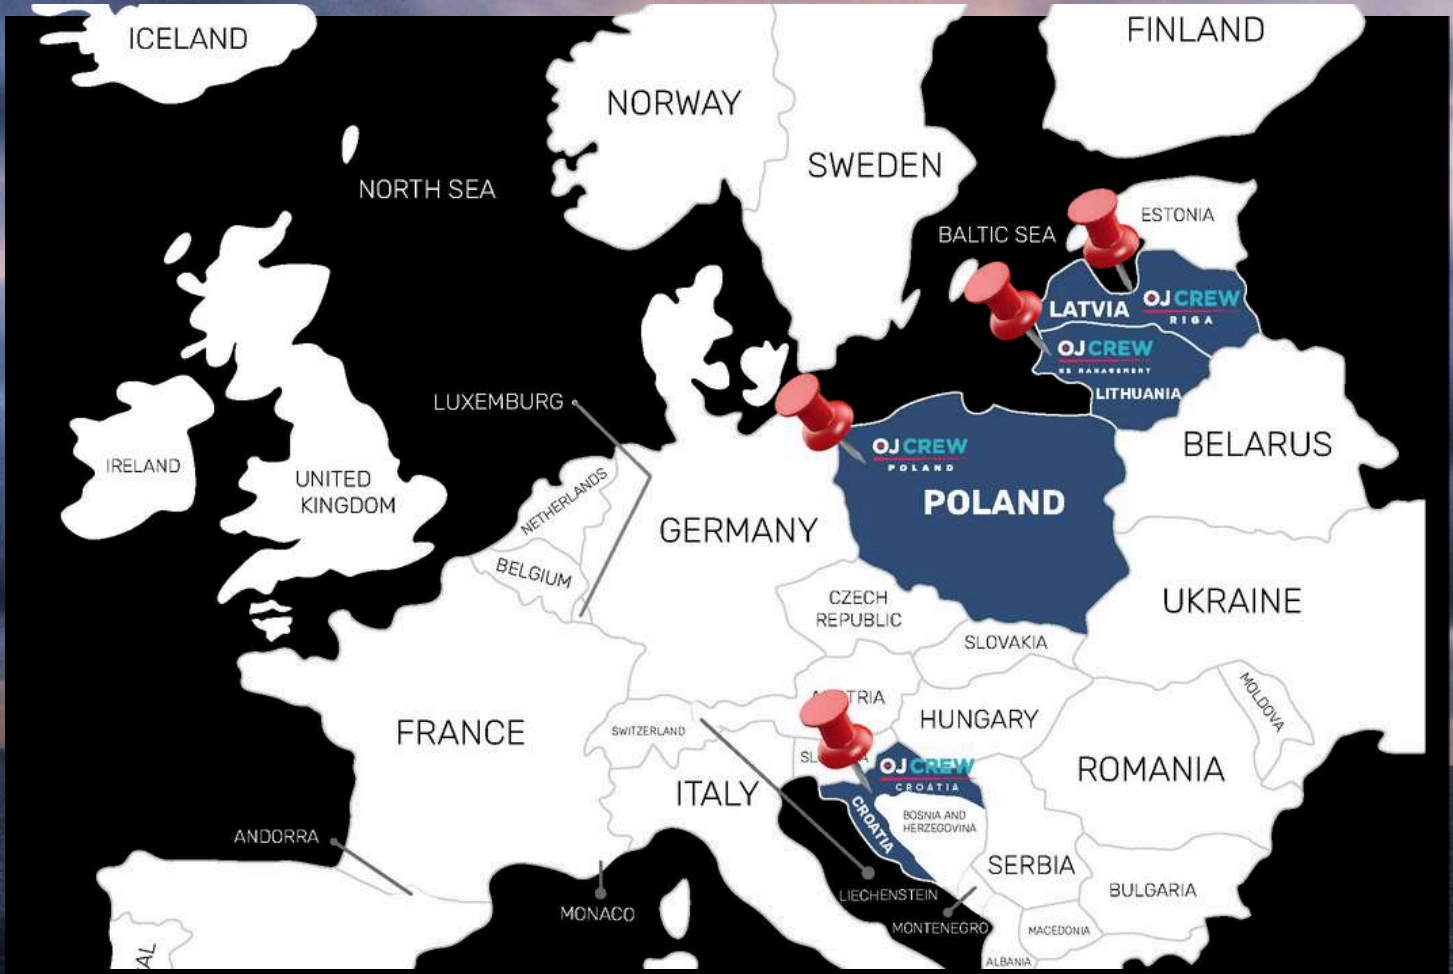 ICELAND
FINLAND
NORWAY
SWEDEN
NORTH SEA
ESTONIA
BALTIC SEA
LATVIA
OJ CREW
RIGA
OJ CREW
LITHUANIA
LUXEMBURG
OJ CREW
POLAND
POLAND
BELARUS
IRELAND
UNITED
KINGDOM
NETHERLANDS
GERMANY
BELGIUM
CZECH
REPUBLIC
UKRAINE
SLOVAKIA
MOLDOVA
FRANCE
SWITZERLAND
HUNGARY
ITALY
OJ CREW
CROATIA
CROATIA
ROMANIA
BOSNIA AND
HERZEGOVINA
ANDORRA
SERBIA
LIECHENSTEIN
BULGARIA
MONACO
MONTENEGRO
MACEDONIA
ALBANIA